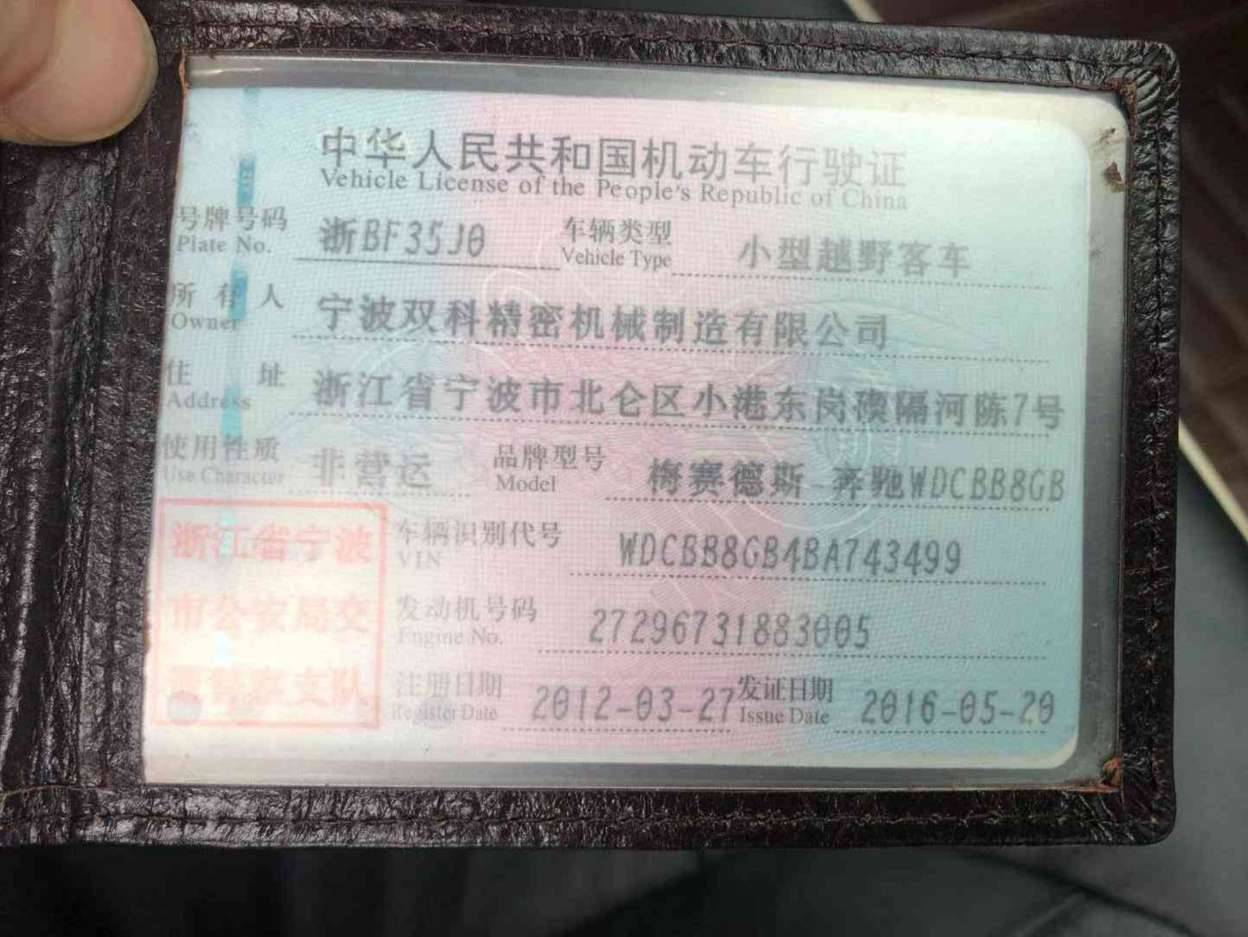 中华人民共和国机动车行驶证
Vehicle License of the People's Republic of China
号牌号码 浙BF35J0 车辆类型 小型越野客车
Plate No. Vehicle Type
所有人 宁波双科精密机械制造有限公司
Owner
住址 浙江省宁波市北仑区小港东岗碶隔河陈7号
Address
使用性质 非营运 品牌型号 梅赛德斯 奔驰WDCBB8GB
Use Character Model
车辆识别代号 WDCBB8GB4BA743499
VIN
发动机号码 27296731883005
Engine No.
注册日期 2012-03-27 发证日期 2016-05-20
Register Date Issue Date
浙江省宁波
市公安局交
警察支队